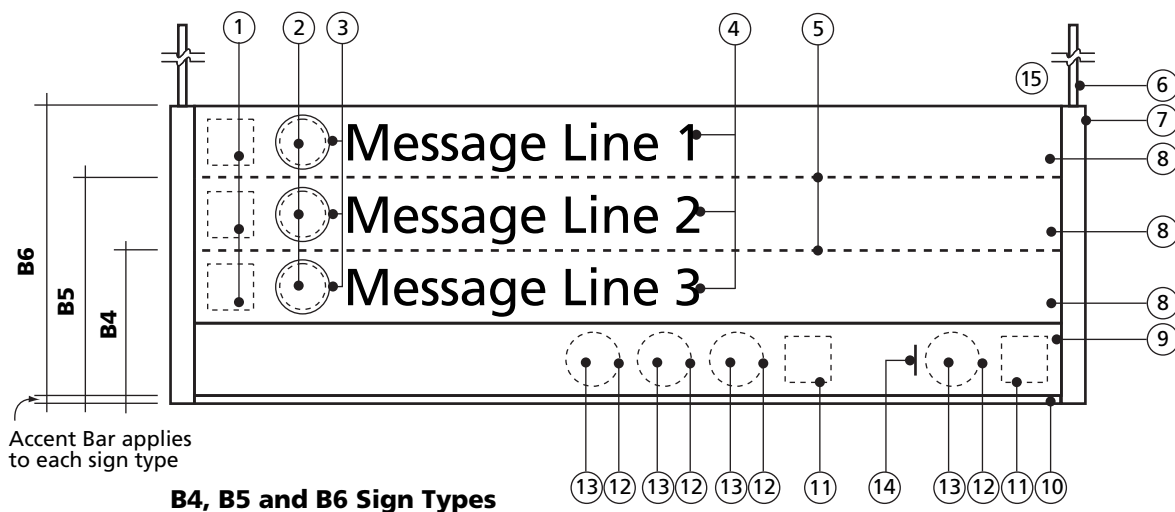 1 2 3 4 5
15 6
7
Message Line 1 8
Message Line 2 8
Message Line 3 8
9
B6
B5
B4
Accent Bar applies
to each sign type
13 12 13 12 13 12 11 14 13 12 11 10
B4, B5 and B6 Sign Types